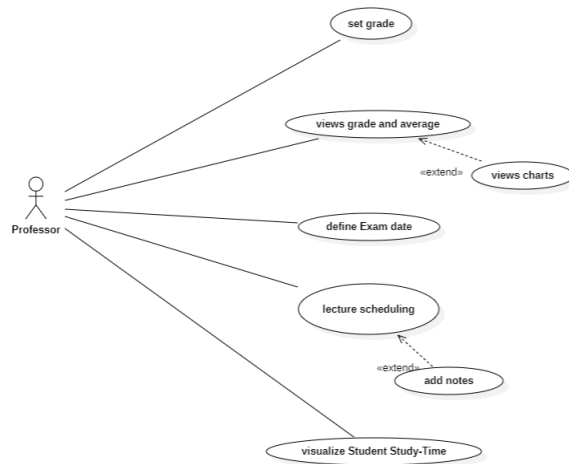 set grade
views grade and average
«extend»
views charts
Professor
define Exam date
lecture scheduling
«extend»
add notes
visualize Student Study-Time